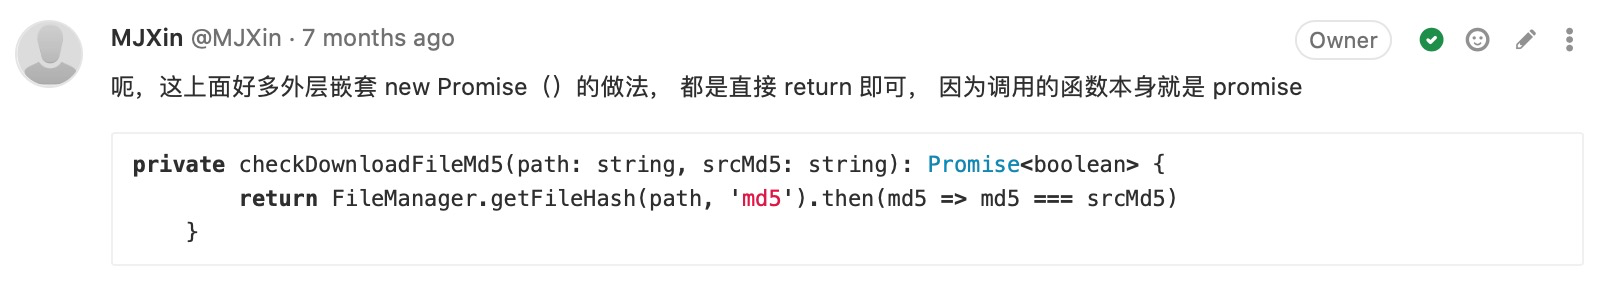 MJXin @MJXin · 7 months ago
Owner
呃，这上面好多外层嵌套 new Promise（）的做法， 都是直接 return 即可， 因为调用的函数本身就是 promise
private checkDownloadFileMd5(path: string, srcMd5: string): Promise<boolean> {
        return FileManager.getFileHash(path, 'md5').then(md5 => md5 === srcMd5)
    }